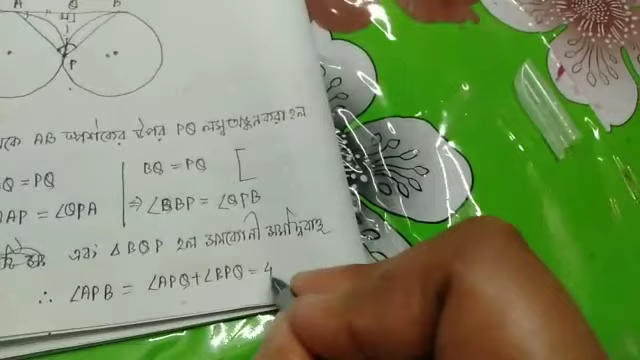 A Q B
P
AB স্পর্শকের উপর PQ লম্ব অঙ্কন করা হল
Q = PQ BQ = PQ
AP = ∠QPA ⇒ ∠QBP = ∠QPB
এবং ∆BQP হল সমকোণী সমদ্বিবাহু
∴ ∠APB = ∠APQ + ∠BPQ = 4